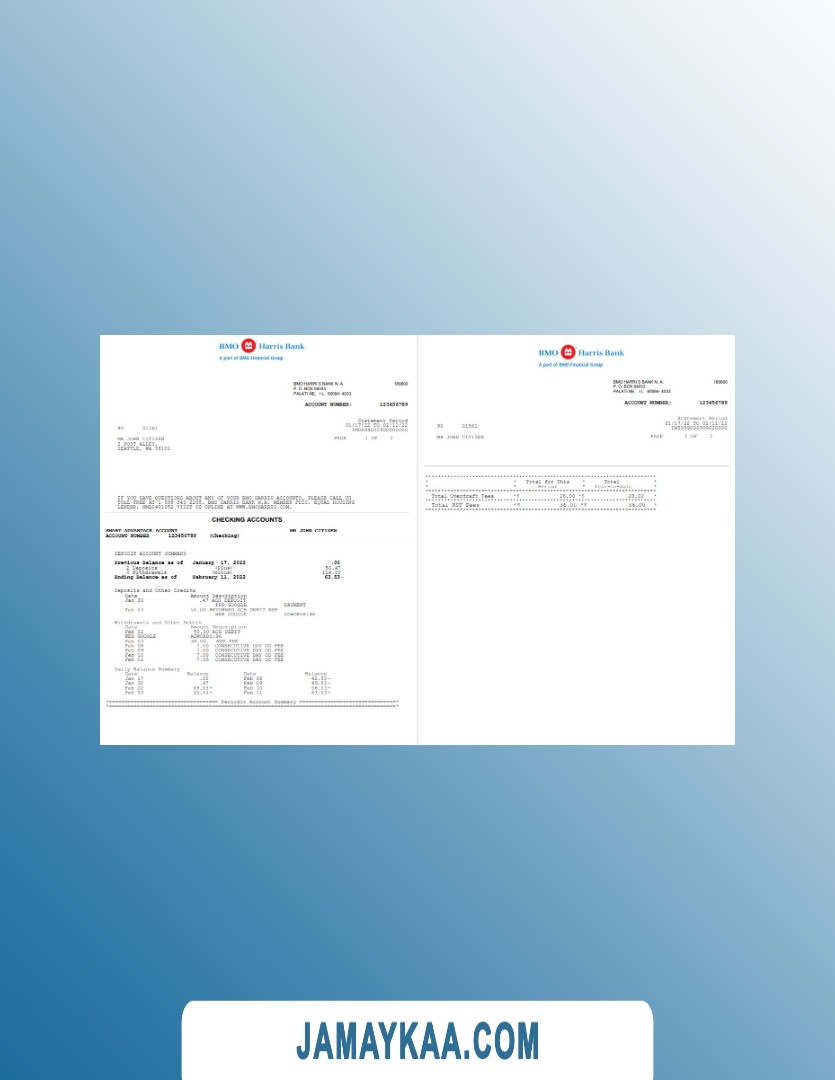 BMO Harris Bank
A part of BMO Financial Group
BMO HARRIS BANK N.A. 180800
P. O. BOX 94033
PALATINE, IL 60094-4033
ACCOUNT NUMBER: 123456789
Statement Period
01/17/22 TO 02/11/22
90 01561
MR JOHN CITIZEN PAGE 1 OF 2
2 POST ALLEY,
SEATTLE, WA 98101
IF YOU HAVE QUESTIONS ABOUT ANY OF YOUR BMO HARRIS ACCOUNTS, PLEASE CALL US
TOLL FREE AT 1 888-340-2265. BMO HARRIS BANK N.A. MEMBER FDIC. EQUAL HOUSING
LENDER. VISIT US ONLINE AT WWW.BMOHARRIS.COM.
CHECKING ACCOUNTS
SMART ADVANTAGE ACCOUNT MR JOHN CITIZEN
ACCOUNT NUMBER 123456789 (Checking)
DEPOSIT ACCOUNT SUMMARY
Previous Balance as of January 17, 2022 .00
2 Deposits (Plus) 50.47
Withdrawals (Minus) 114.00
Ending Balance as of February 11, 2022 63.53-
Deposits and Other Credits
Date Amount Description
Jan 20 .47 ACH DEPOSIT
PPD GOOGLE PAYMENT
Feb 03 50.00 RETURNED ACH DEBIT NSF
WEB GOOGLE
Withdrawals and Other Debits
Date Amount Description
Feb 02 50.00 ACH DEBIT
WEB GOOGLE
Feb 03 36.00 NSF FEE
Feb 08 7.00 CONSECUTIVE DAY OD FEE
Feb 09 7.00 CONSECUTIVE DAY OD FEE
Feb 10 7.00 CONSECUTIVE DAY OD FEE
Feb 11 7.00 CONSECUTIVE DAY OD FEE
Daily Balance Summary
Date Balance Date Balance
Jan 17 .00 Feb 08 42.53-
Jan 20 .47 Feb 09 49.53-
Feb 02 49.53- Feb 10 56.53-
Feb 03 35.53- Feb 11 63.53-
Periodic Account Summary
BMO Harris Bank
A part of BMO Financial Group
BMO HARRIS BANK N.A. 180800
P. O. BOX 94033
PALATINE, IL 60094-4033
ACCOUNT NUMBER: 123456789
Statement Period
01/17/22 TO 02/11/22
90 01561
MR JOHN CITIZEN PAGE 2 OF 2
Total for This Total
Period Year-to-Date
Total Overdraft Fees 28.00 28.00
Total NSF Fees 36.00 36.00
JAMAYKAA.COM